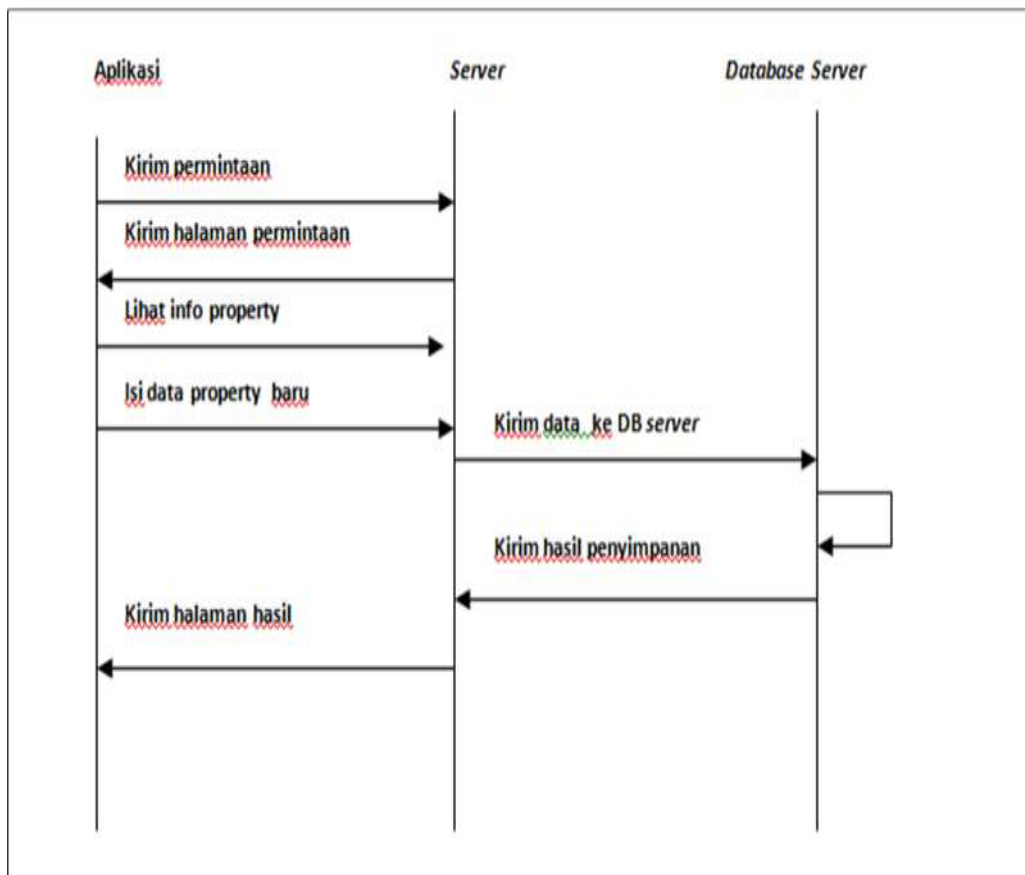 Aplikasi
Server
Database Server
Kirim permintaan
Kirim halaman permintaan
Lihat info property
Isi data property baru
Kirim data ke DB server
Kirim hasil penyimpanan
Kirim halaman hasil